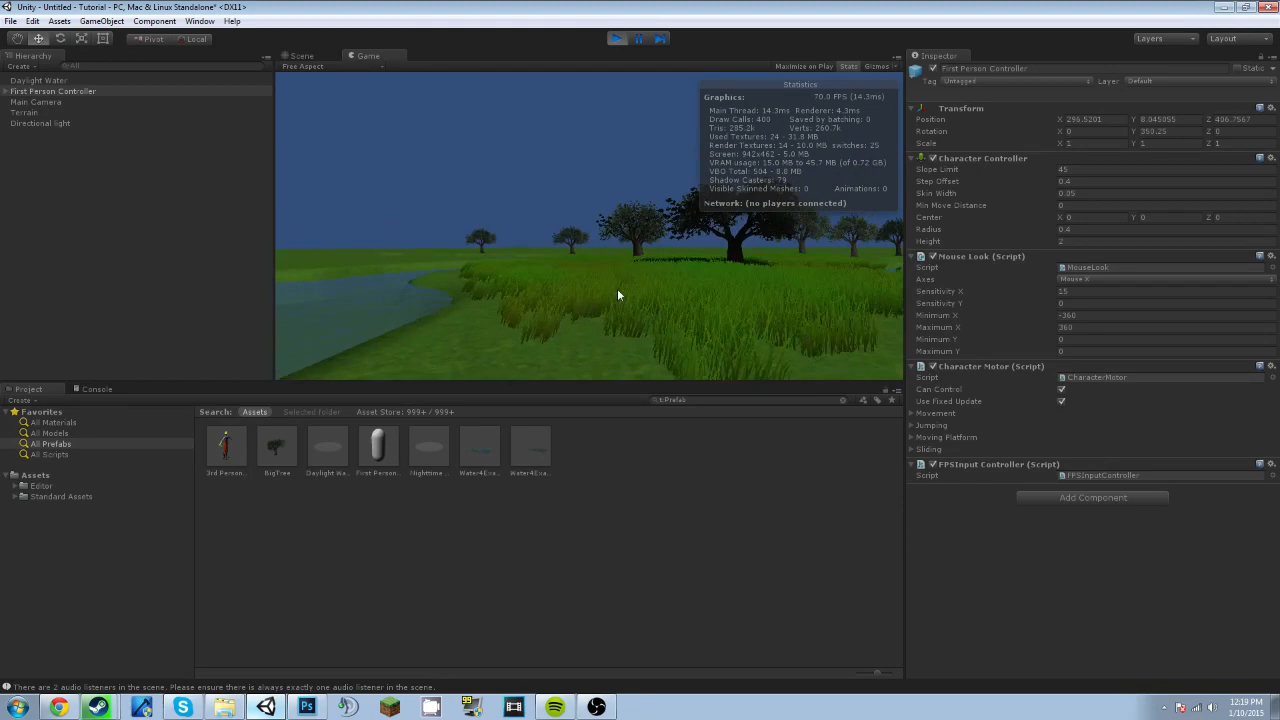 Unity - Untitled - Tutorial - PC, Mac & Linux Standalone* <DX11>
File Edit Assets GameObject Component Window Help
Pivot Local
Layers Layout
Hierarchy
Create All
Daylight Water
First Person Controller
Main Camera
Terrain
Directional light
Scene Game
Free Aspect Maximize on Play Stats Gizmos
Statistics
Graphics: 70.0 FPS (14.3ms)
Main Thread: 14.3ms Renderer: 4.3ms
Draw Calls: 400 Saved by batching: 0
Tris: 285.2k Verts: 260.7k
Used Textures: 24 - 31.8 MB
Render Textures: 14 - 10.0 MB switches: 25
Screen: 942x462 - 5.0 MB
VRAM usage: 15.0 MB to 45.7 MB (of 0.72 GB)
VBO Total: 504 - 8.8 MB
Shadow Casters: 79
Visible Skinned Meshes: 0 Animations: 0
Network: (no players connected)
Inspector
First Person Controller Static
Tag Untagged Layer Default
Transform
Position X 296.5201 Y 8.045055 Z 406.7567
Rotation X 0 Y 350.25 Z 0
Scale X 1 Y 1 Z 1
Character Controller
Slope Limit 45
Step Offset 0.4
Skin Width 0.05
Min Move Distance 0
Center X 0 Y 0 Z 0
Radius 0.4
Height 2
Mouse Look (Script)
Script MouseLook
Axes Mouse X
Sensitivity X 15
Sensitivity Y 0
Minimum X -360
Maximum X 360
Minimum Y 0
Maximum Y 0
Character Motor (Script)
Script CharacterMotor
Can Control
Use Fixed Update
Movement
Jumping
Moving Platform
Sliding
FPSInput Controller (Script)
Script FPSInputController
Add Component
Project Console
Create t:Prefab
Favorites
All Materials
All Models
All Prefabs
All Scripts
Assets
Editor
Standard Assets
Search: Assets Selected folder Asset Store: 999+ / 999+
3rd Person... BigTree Daylight Wa... First Person... Nighttime ... Water4Exa... Water4Exa...
There are 2 audio listeners in the scene. Please ensure there is always exactly one audio listener in the scene.
99
12:19 PM
1/10/2015